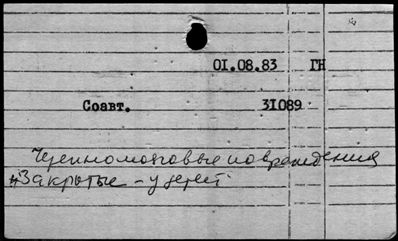 01.08.83 ГН
Соавт. 31089
Черепномозговые повреждения
Закрытые - у детей